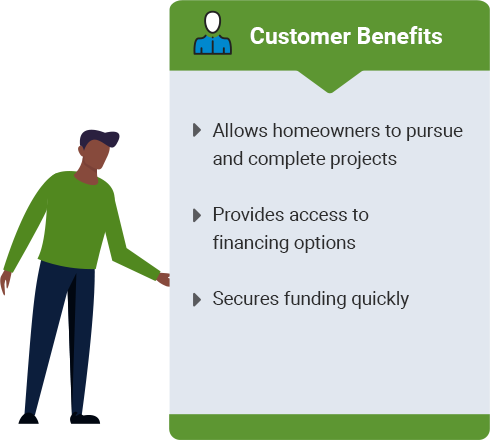 Customer Benefits
Allows homeowners to pursue
and complete projects
Provides access to
financing options
Secures funding quickly